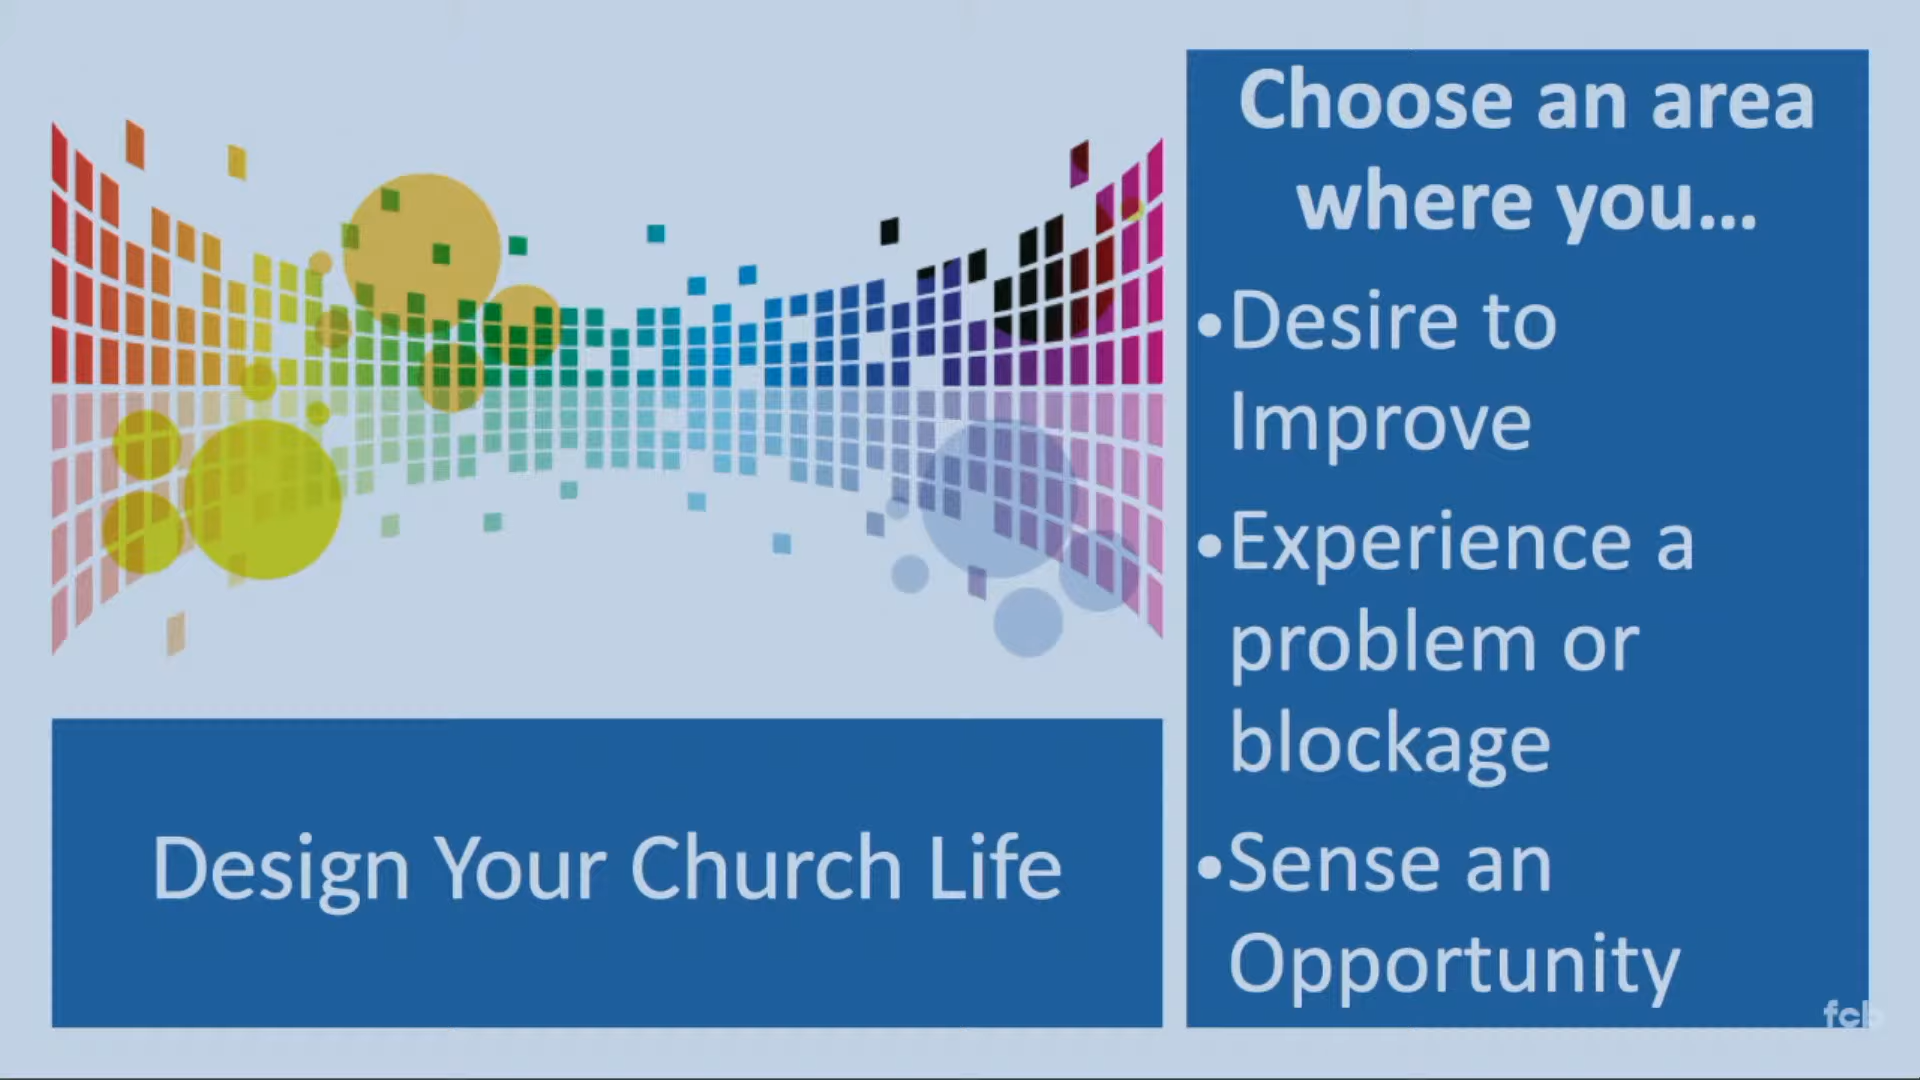 Choose an area
where you...
•Desire to
Improve
•Experience a
problem or
blockage
•Sense an
Opportunity
Design Your Church Life
fcb